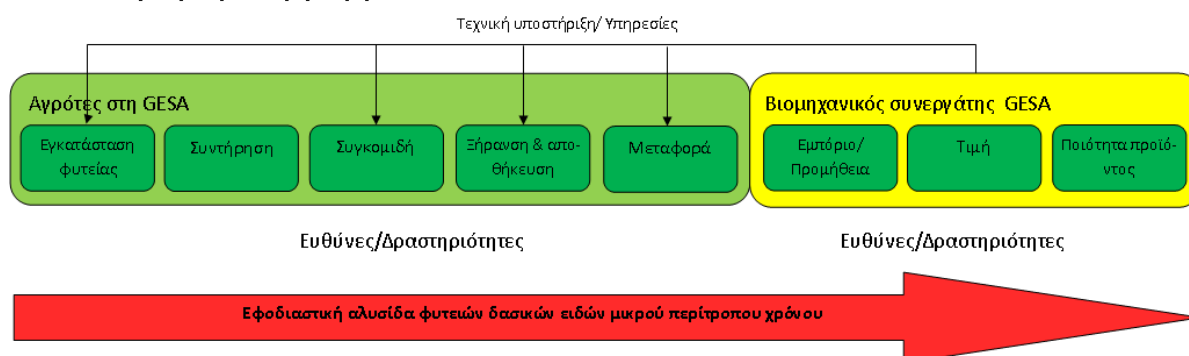 Τεχνική υποστήριξη/ Υπηρεσίες
Αγρότες στη GESA
Βιομηχανικός συνεργάτης GESA
Εγκατάσταση
φυτείας
Συντήρηση
Συγκομιδή
Ξήρανση & απο-
θήκευση
Μεταφορά
Εμπόριο/
Προμήθεια
Τιμή
Ποιότητα προϊό-
ντος
Ευθύνες/Δραστηριότητες
Ευθύνες/Δραστηριότητες
Εφοδιαστική αλυσίδα φυτειών δασικών ειδών μικρού περίτροπου χρόνου